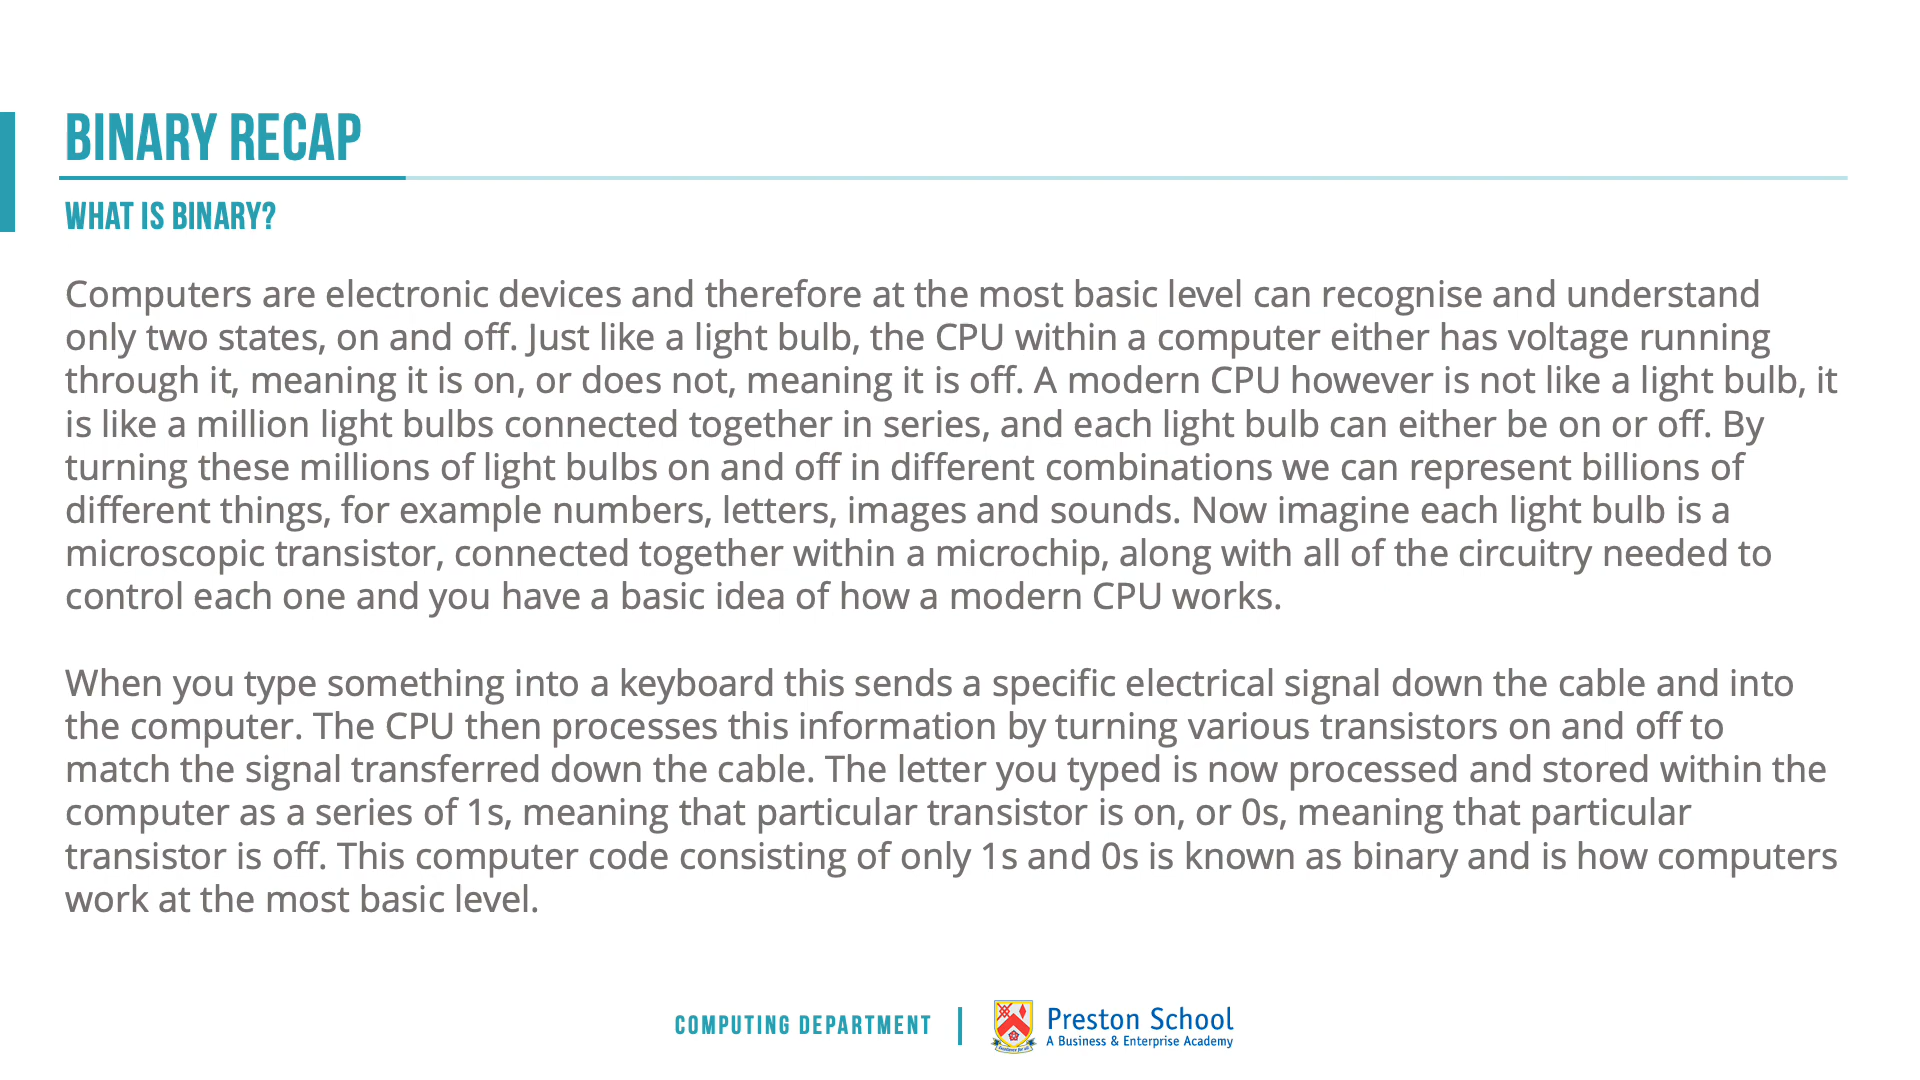 BINARY RECAP
WHAT IS BINARY?
Computers are electronic devices and therefore at the most basic level can recognise and understand
only two states, on and off. Just like a light bulb, the CPU within a computer either has voltage running
through it, meaning it is on, or does not, meaning it is off. A modern CPU however is not like a light bulb, it
is like a million light bulbs connected together in series, and each light bulb can either be on or off. By
turning these millions of light bulbs on and off in different combinations we can represent billions of
different things, for example numbers, letters, images and sounds. Now imagine each light bulb is a
microscopic transistor, connected together within a microchip, along with all of the circuitry needed to
control each one and you have a basic idea of how a modern CPU works.
When you type something into a keyboard this sends a specific electrical signal down the cable and into
the computer. The CPU then processes this information by turning various transistors on and off to
match the signal transferred down the cable. The letter you typed is now processed and stored within the
computer as a series of 1s, meaning that particular transistor is on, or 0s, meaning that particular
transistor is off. This computer code consisting of only 1s and 0s is known as binary and is how computers
work at the most basic level.
COMPUTING DEPARTMENT
Preston School
A Business & Enterprise Academy